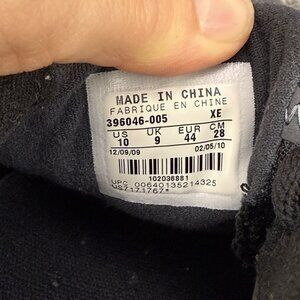 MADE IN CHINA
FABRIQUE EN CHINE
396046-005 XE
US UK EUR CM
10 9 44 28
12/09/09 02/05/10
102036881
UPC 00640135214325
US7171767*